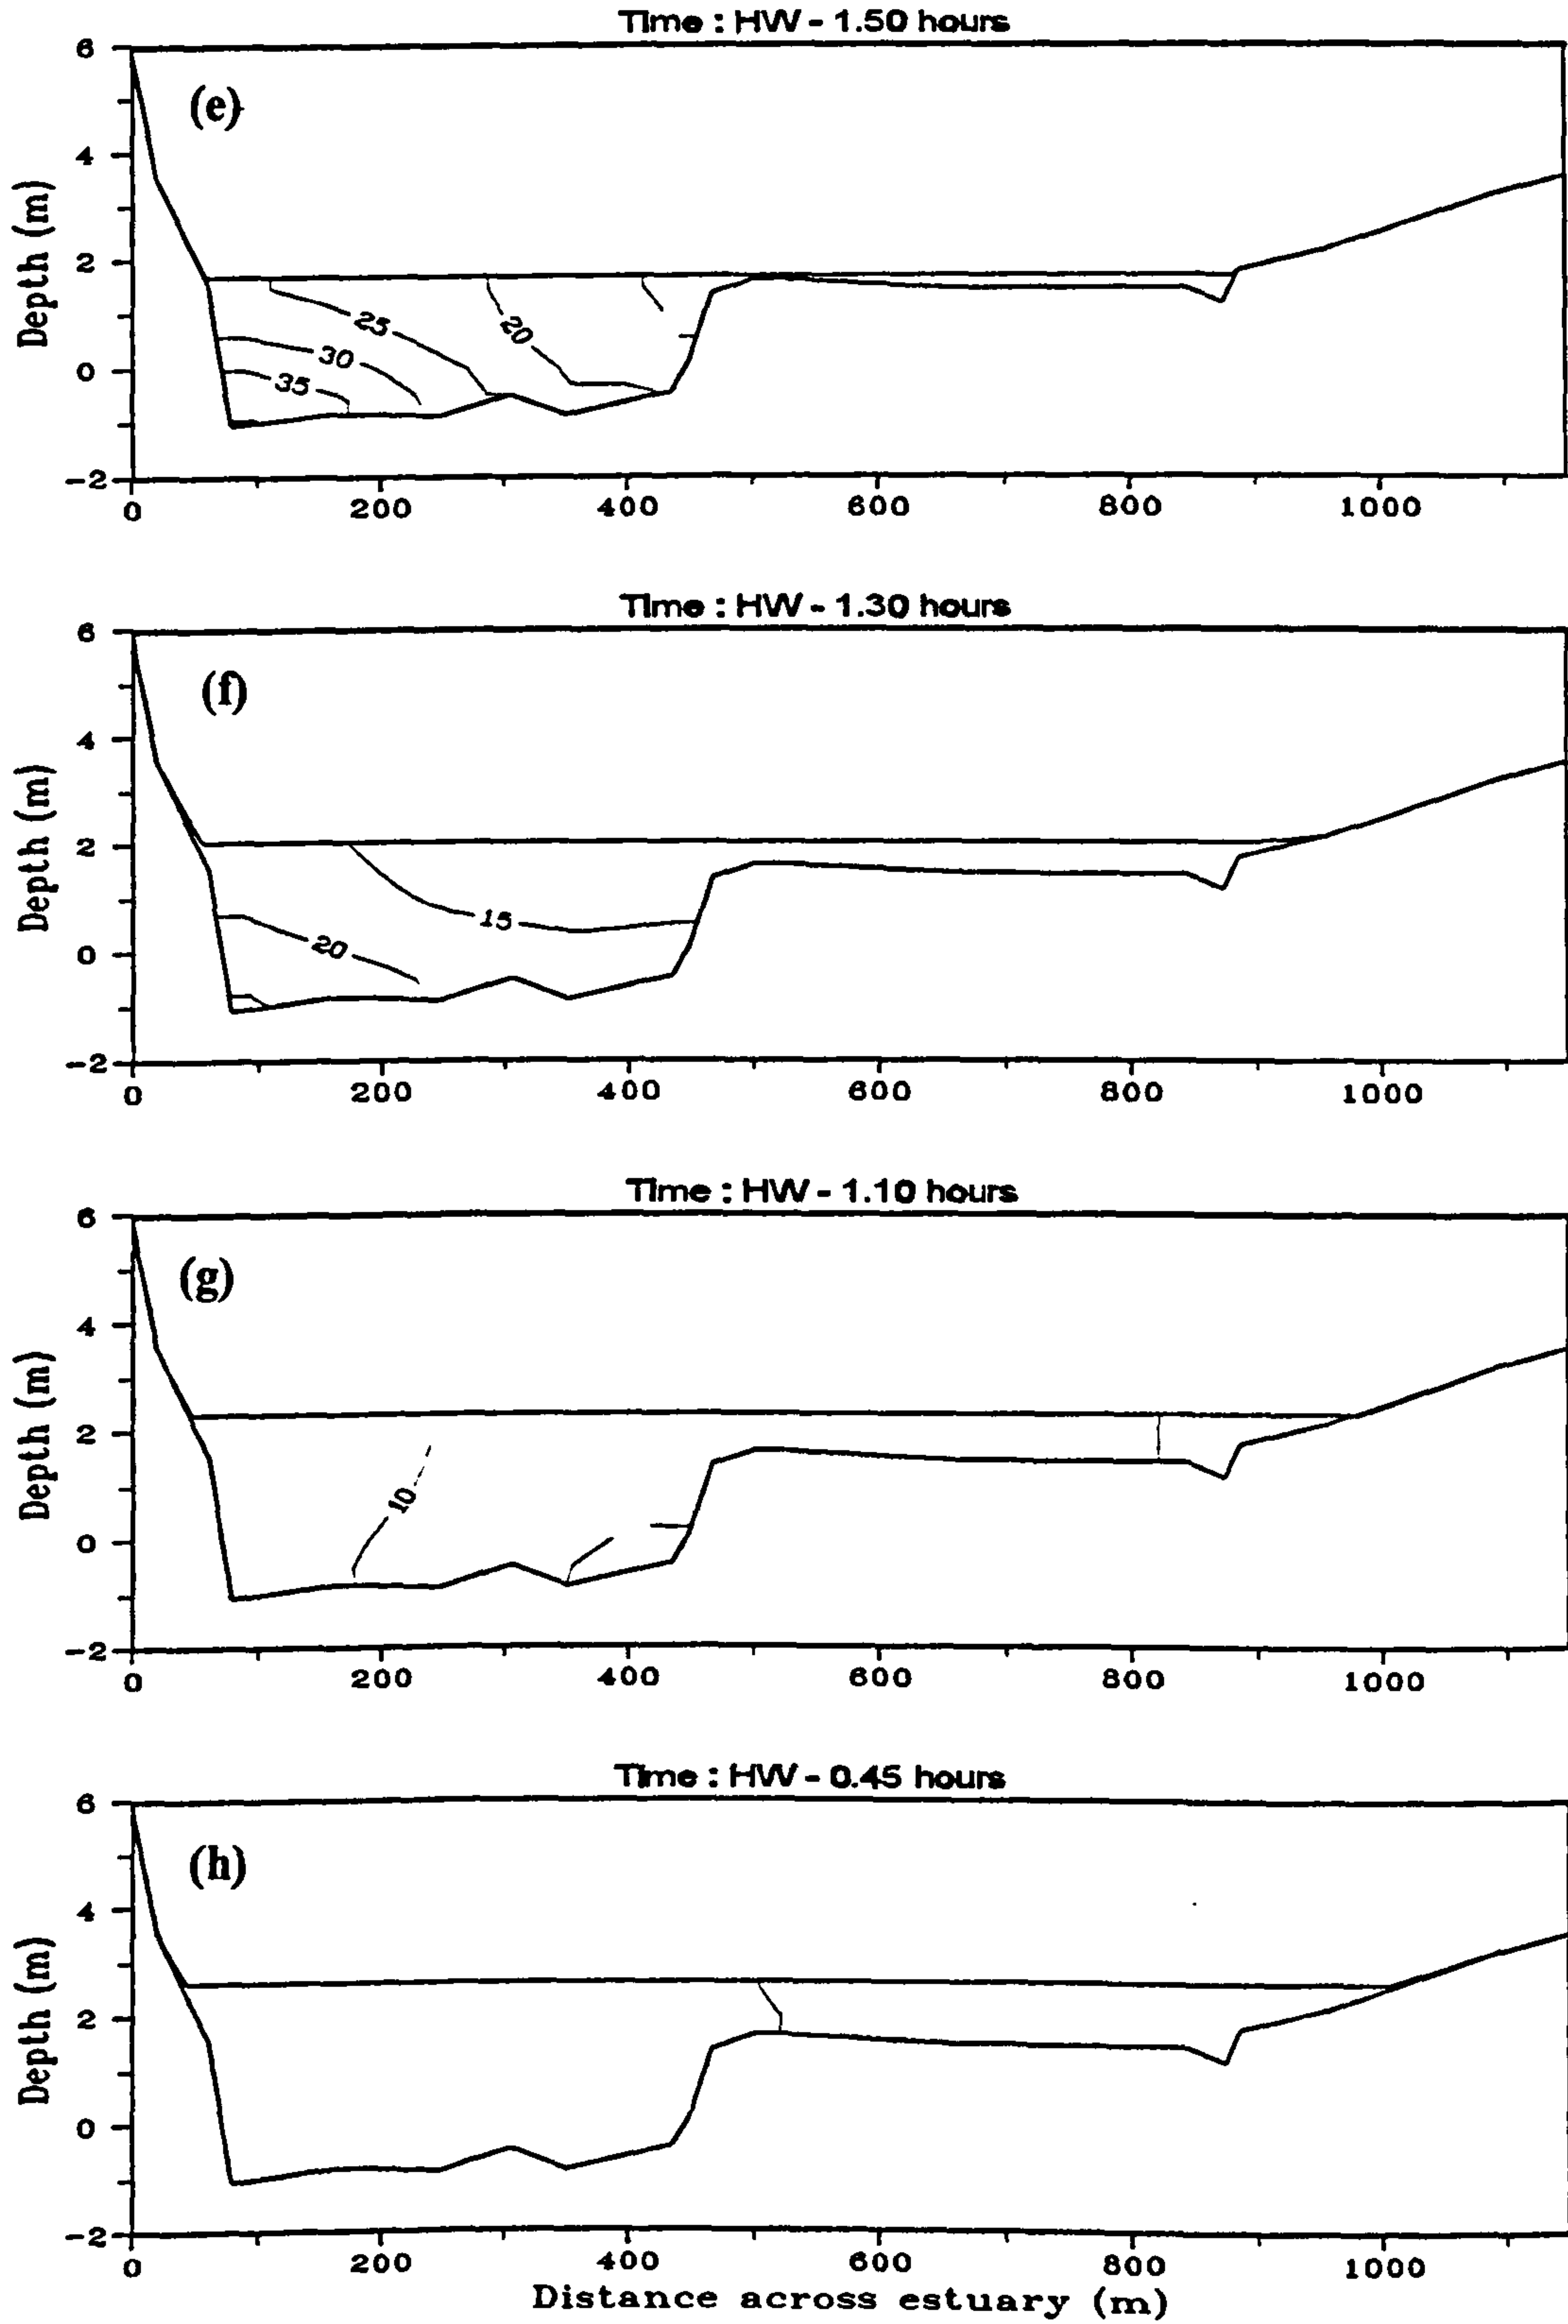 Time : HW - 1.50 hours
(e)
6
4
2
0
-2
Depth (m)
25
20
30
35
0 200 400 600 800 1000
Time : HW - 1.30 hours
(f)
6
4
2
0
-2
Depth (m)
15
20
0 200 400 600 800 1000
Time : HW - 1.10 hours
(g)
6
4
2
0
-2
Depth (m)
10
0 200 400 600 800 1000
Time : HW - 0.45 hours
(h)
6
4
2
0
-2
Depth (m)
0 200 400 600 800 1000
Distance across estuary (m)